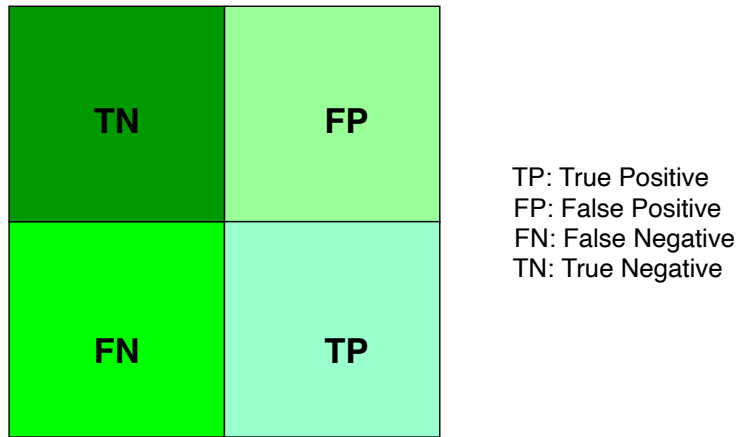 TN
FP
FN
TP
TP: True Positive
FP: False Positive
FN: False Negative
TN: True Negative